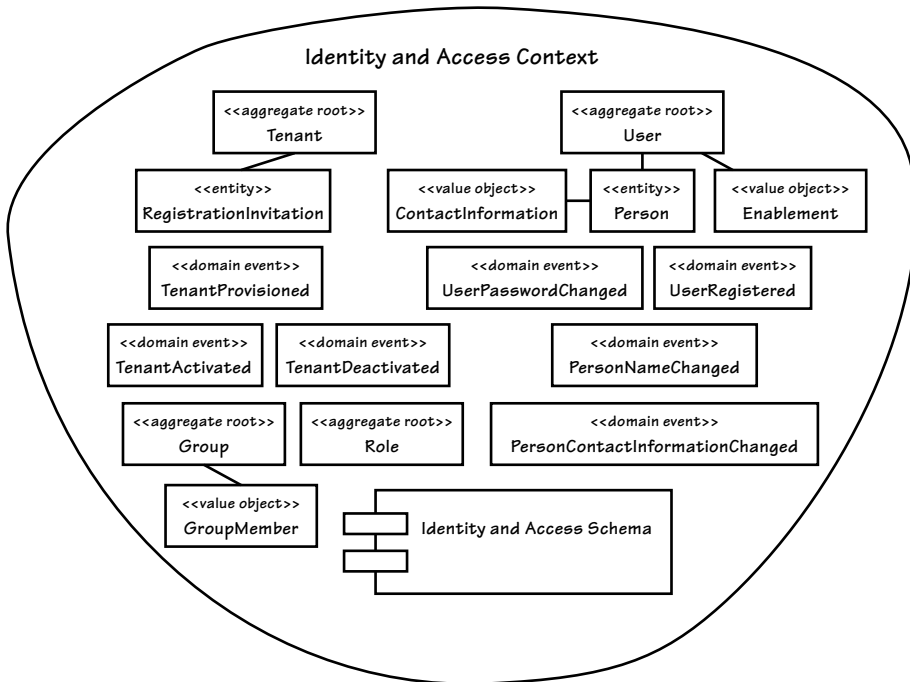 Identity and Access Context
<<aggregate root>>
Tenant
<<aggregate root>>
User
<<entity>>
RegistrationInvitation
<<value object>>
ContactInformation
<<entity>>
Person
<<value object>>
Enablement
<<domain event>>
TenantProvisioned
<<domain event>>
UserPasswordChanged
<<domain event>>
UserRegistered
<<domain event>>
TenantActivated
<<domain event>>
TenantDeactivated
<<domain event>>
PersonNameChanged
<<aggregate root>>
Group
<<aggregate root>>
Role
<<domain event>>
PersonContactInformationChanged
<<value object>>
GroupMember
Identity and Access Schema